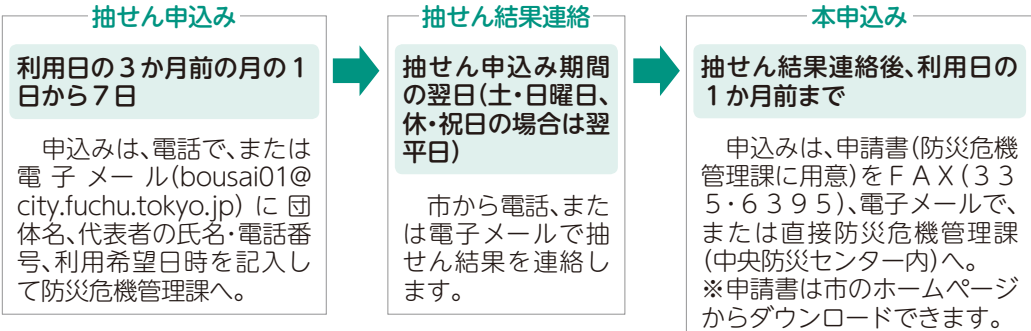 抽せん申込み
利用日の３か月前の月の１
日から７日
申込みは、電話で、または
電子メール(bousai01@
city.fuchu.tokyo.jp)に団
体名、代表者の氏名・電話番
号、利用希望日時を記入し
て防災危機管理課へ。
抽せん結果連絡
抽せん申込み期間
の翌日(土・日曜日、
休・祝日の場合は翌
平日)
市から電話、また
は電子メールで抽
せん結果を連絡し
ます。
本申込み
抽せん結果連絡後、利用日の
１か月前まで
申込みは、申請書(防災危機
管理課に用意)をＦＡＸ(３３
５・６３９５)、電子メールで、
または直接防災危機管理課
(中央防災センター内)へ。
※申請書は市のホームページ
からダウンロードできます。